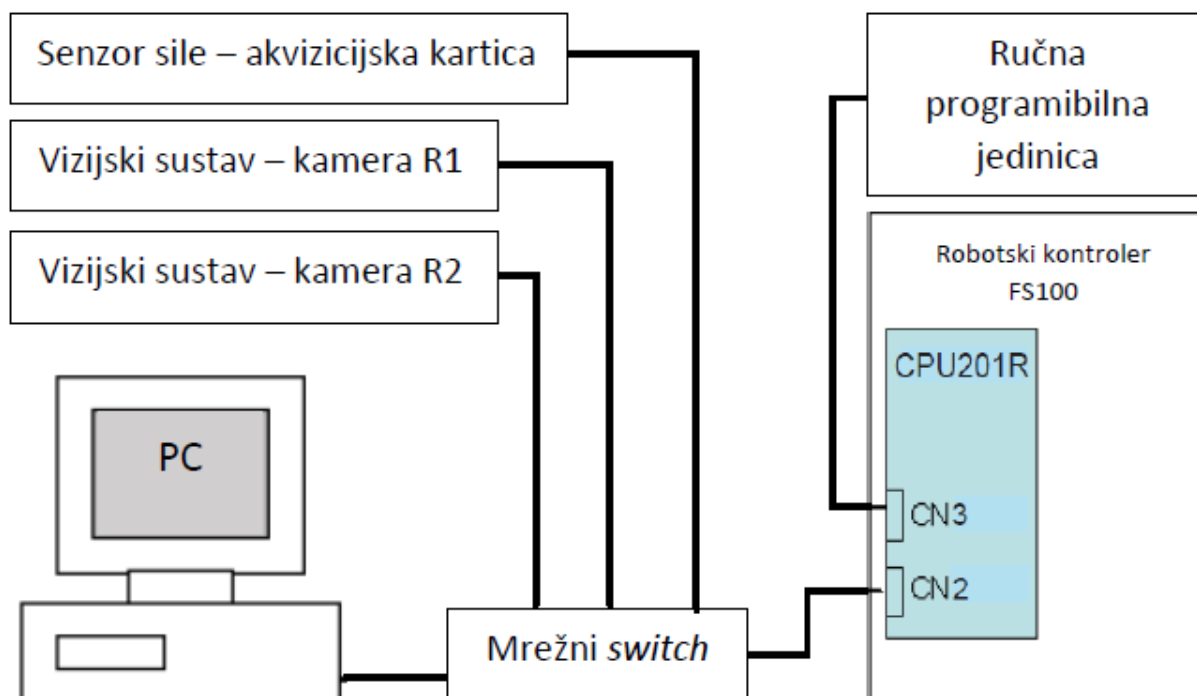 Senzor sile – akvizicijska kartica
Vizijski sustav – kamera R1
Vizijski sustav – kamera R2
PC
Mrežni switch
Ručna
programibilna
jedinica
Robotski kontroler
FS100
CPU201R
CN3
CN2